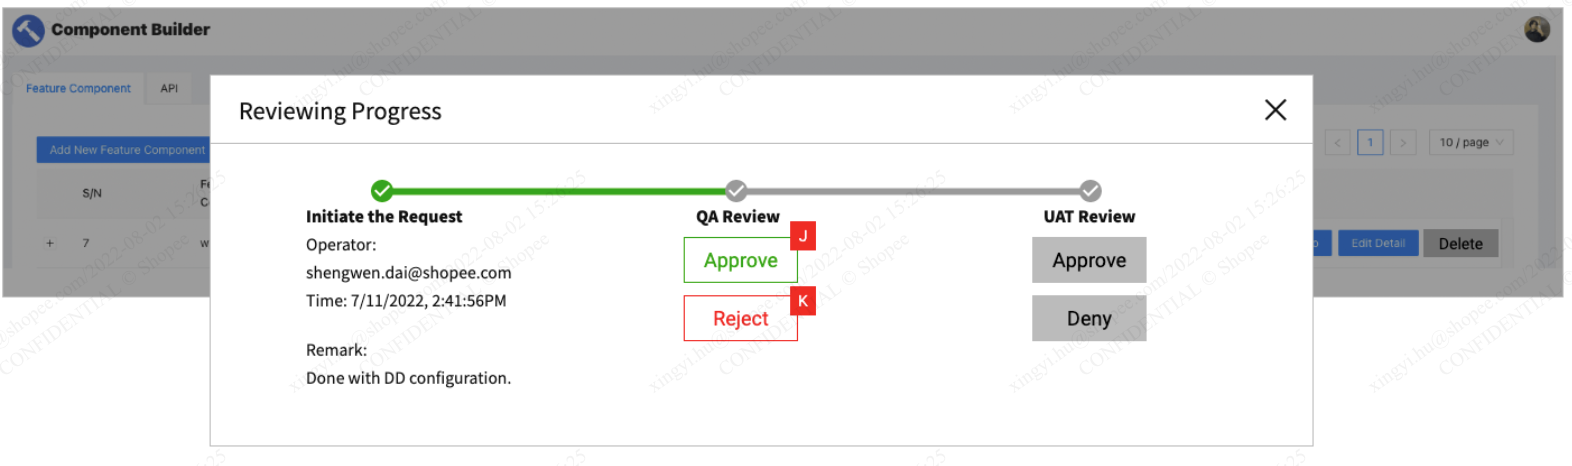 Component Builder
Feature Component
API
Reviewing Progress
Add New Feature Component
1
10 / page
S/N
Fe
C
Initiate the Request
QA Review
UAT Review
J
Operator:
Approve
Approve
+
7
w
Edit Detail
Delete
shengwen.dai@shopee.com
Time: 7/11/2022, 2:41:56PM
K
Reject
Deny
Remark:
Done with DD configuration.
xingyi.hu@shopee.com/2022-08-02 15:26:25
CONFIDENTIAL © Shopee